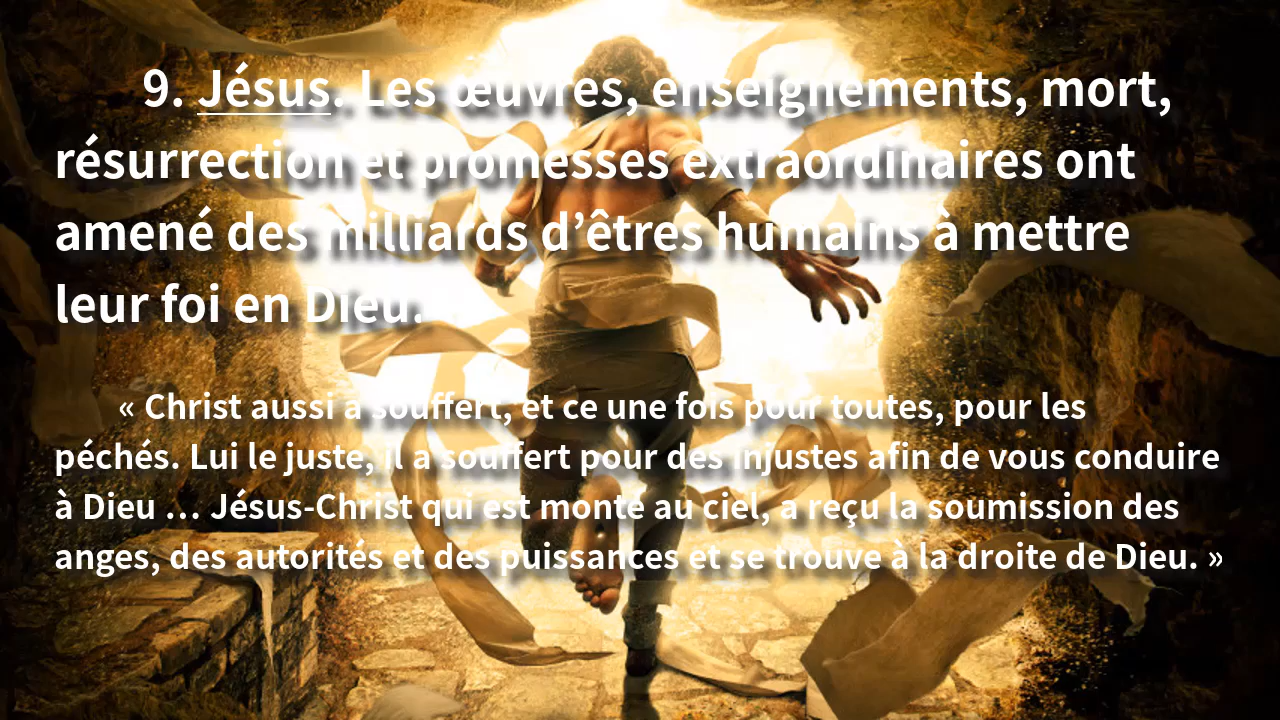 9. Jésus. Les œuvres, enseignements, mort,
résurrection et promesses extraordinaires ont
amené des milliards d’êtres humains à mettre
leur foi en Dieu.
« Christ aussi a souffert, et ce une fois pour toutes, pour les
péchés. Lui le juste, il a souffert pour des injustes afin de vous conduire
à Dieu … Jésus-Christ qui est monté au ciel, a reçu la soumission des
anges, des autorités et des puissances et se trouve à la droite de Dieu. »